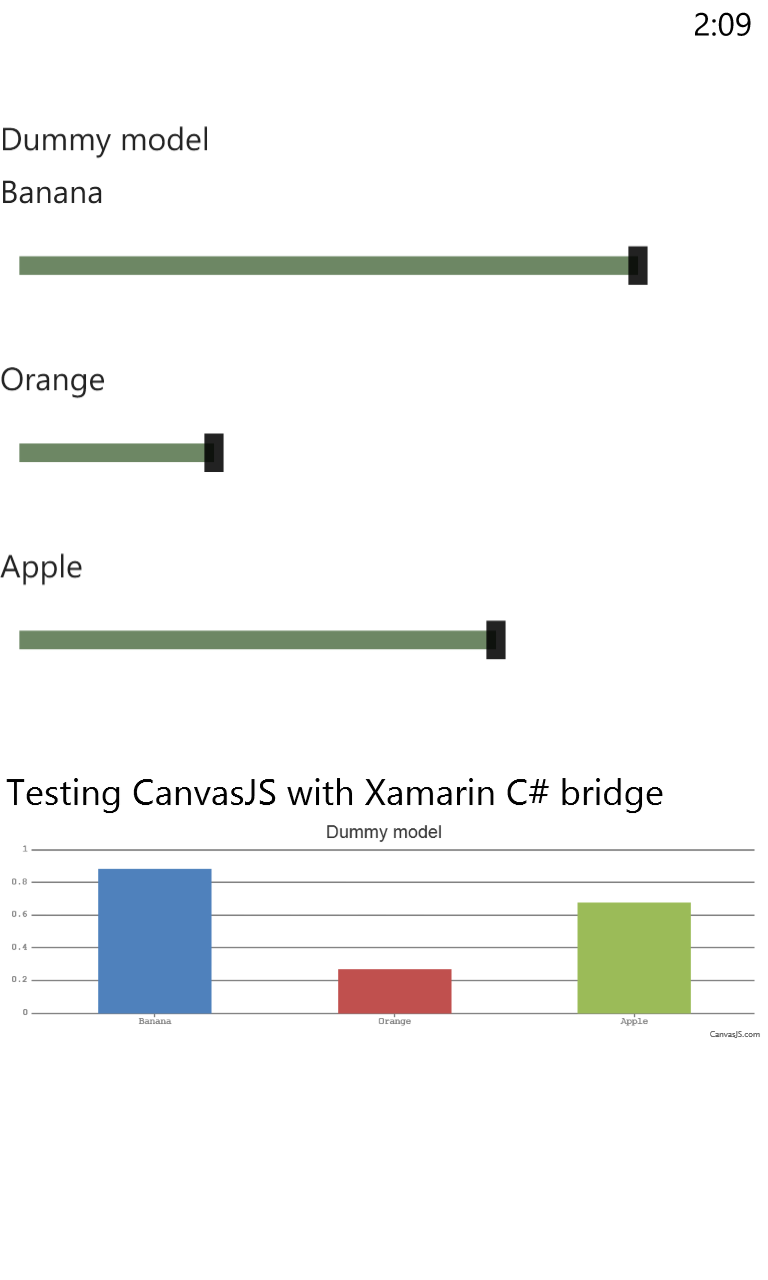 2:09
Dummy model
Banana
Orange
Apple
Testing CanvasJS with Xamarin C# bridge
Dummy model
1
0.8
0.6
0.4
0.2
0
Banana Orange Apple
CanvasJS.com